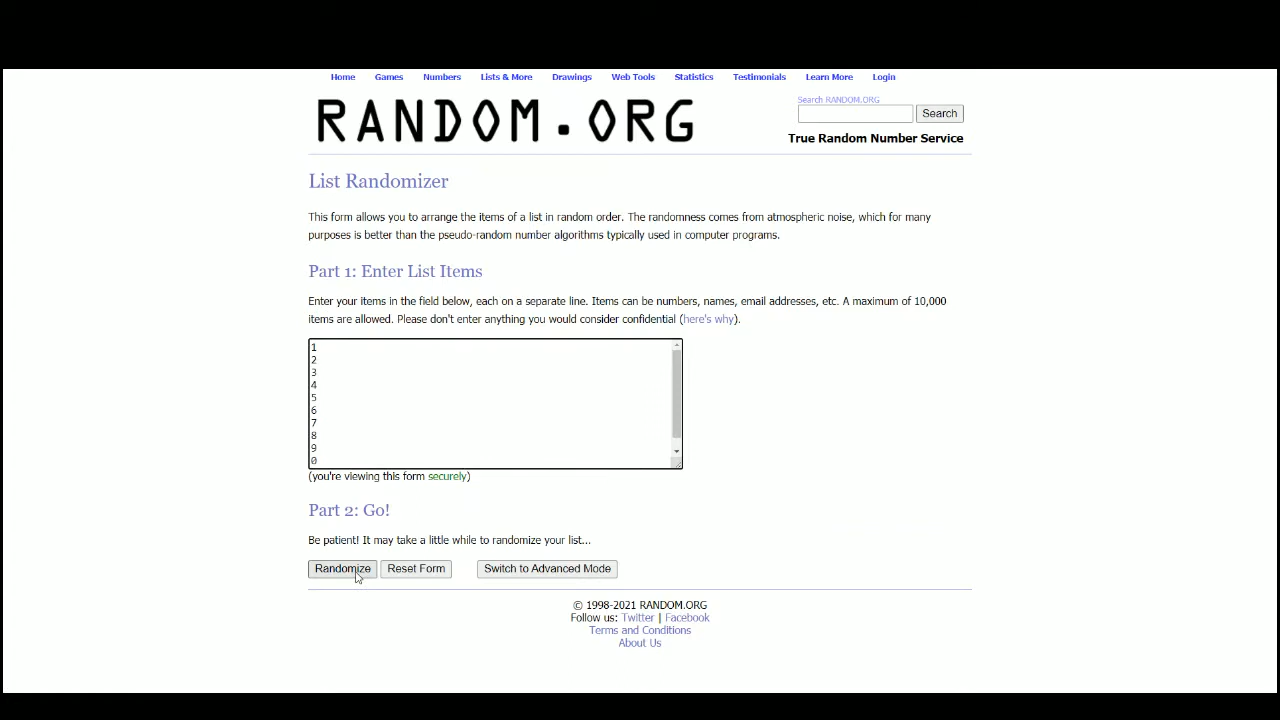 Home Games Numbers Lists & More Drawings Web Tools Statistics Testimonials Learn More Login
RANDOM.ORG
Search RANDOM.ORG
Search
True Random Number Service
List Randomizer
This form allows you to arrange the items of a list in random order. The randomness comes from atmospheric noise, which for many
purposes is better than the pseudo-random number algorithms typically used in computer programs.
Part 1: Enter List Items
Enter your items in the field below, each on a separate line. Items can be numbers, names, email addresses, etc. A maximum of 10,000
items are allowed. Please don't enter anything you would consider confidential (here's why).
1
2
3
4
5
6
7
8
9
0
(you're viewing this form securely)
Part 2: Go!
Be patient! It may take a little while to randomize your list...
Randomize Reset Form Switch to Advanced Mode
© 1998-2021 RANDOM.ORG
Follow us: Twitter | Facebook
Terms and Conditions
About Us